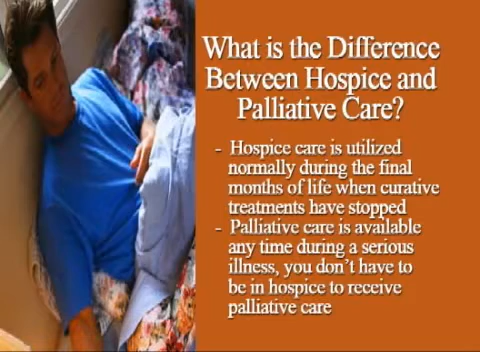 What is the Difference
Between Hospice and
Palliative Care?
- Hospice care is utilized
normally during the final
months of life when curative
treatments have stopped
- Palliative care is available
any time during a serious
illness, you don't have to
be in hospice to receive
palliative care